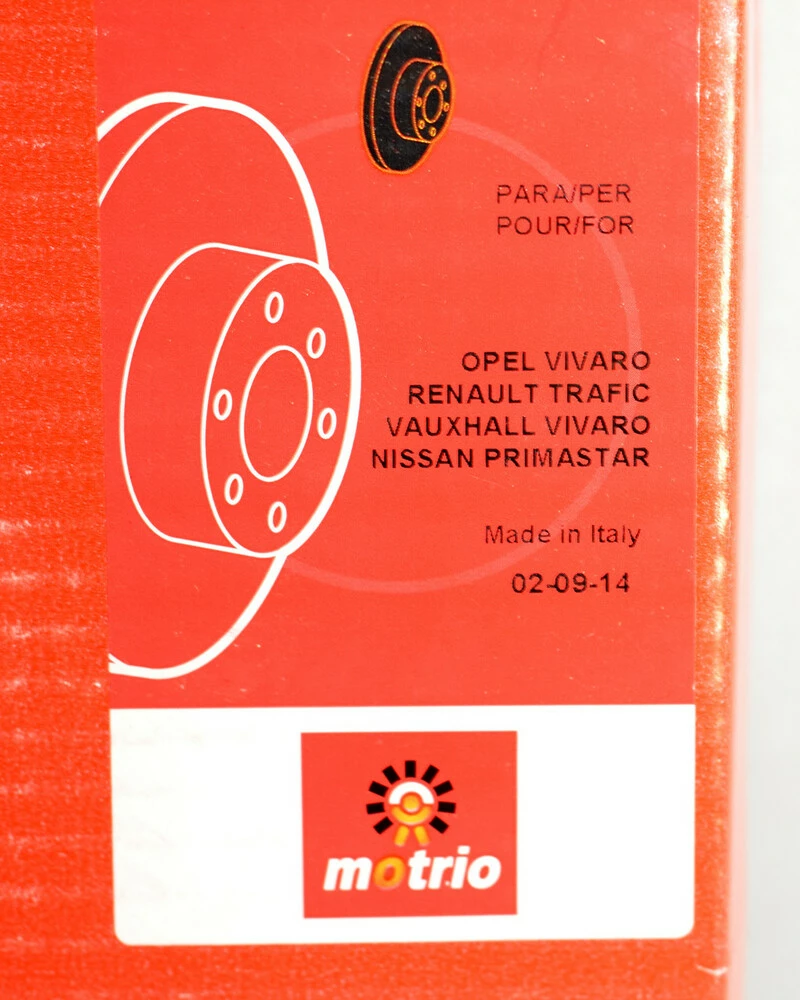 PARA/PER
POUR/FOR
OPEL VIVARO
RENAULT TRAFIC
VAUXHALL VIVARO
NISSAN PRIMASTAR
Made in Italy
02-09-14
motrio